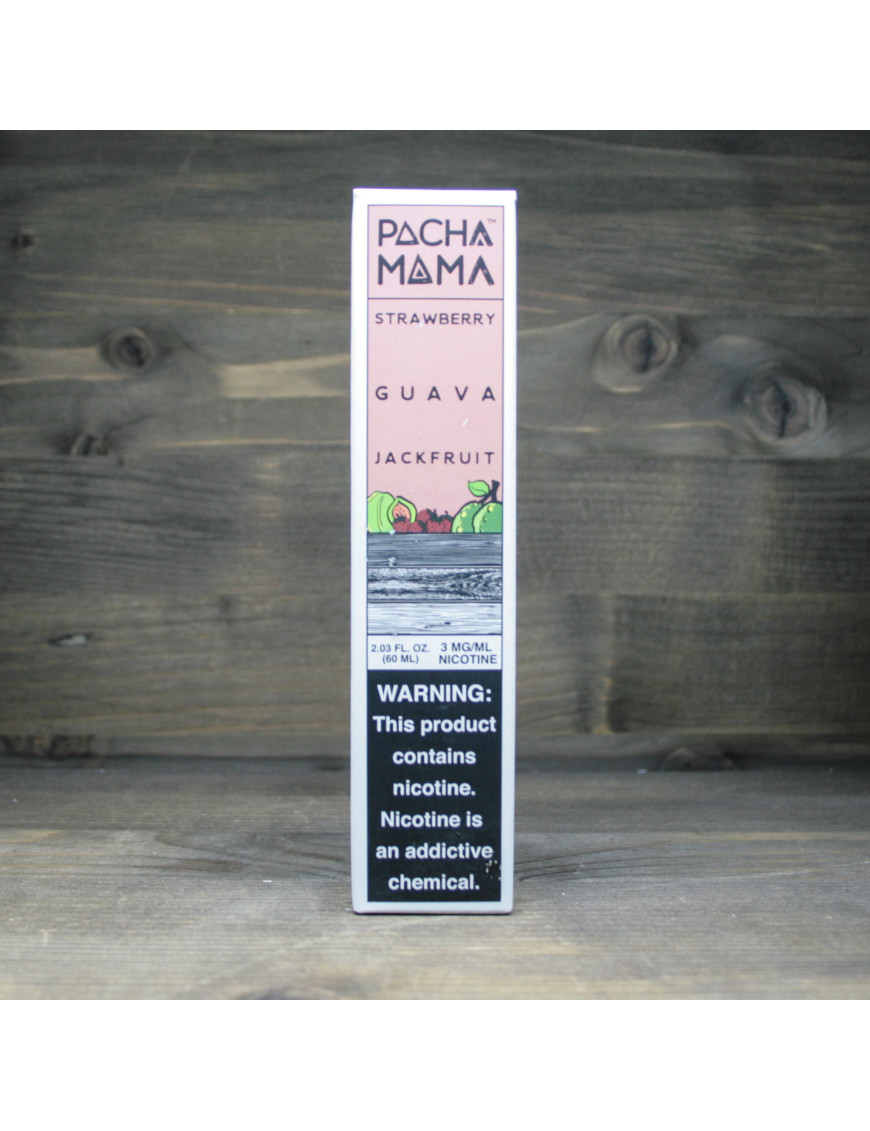 PACHA™
MAMA
STRAWBERRY
GUAVA
JACKFRUIT
2.03 FL. OZ.
(60 ML)
3 MG/ML
NICOTINE
WARNING:
This product
contains
nicotine.
Nicotine is
an addictive
chemical.